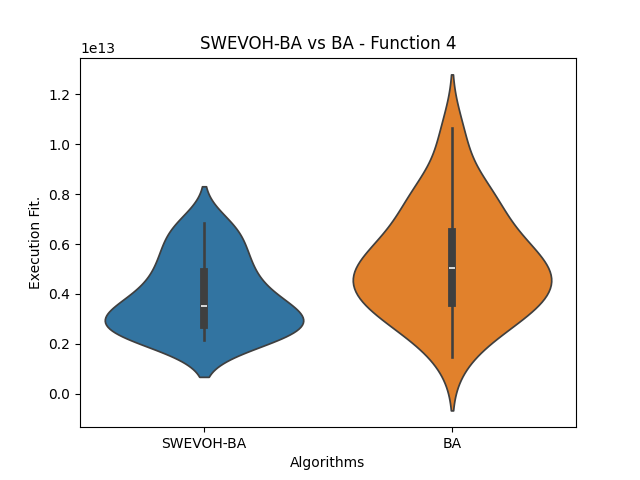 SWEVOH-BA vs BA - Function 4
1e13
1.2
1.0
0.8
0.6
0.4
0.2
0.0
Execution Fit.
SWEVOH-BA
BA
Algorithms